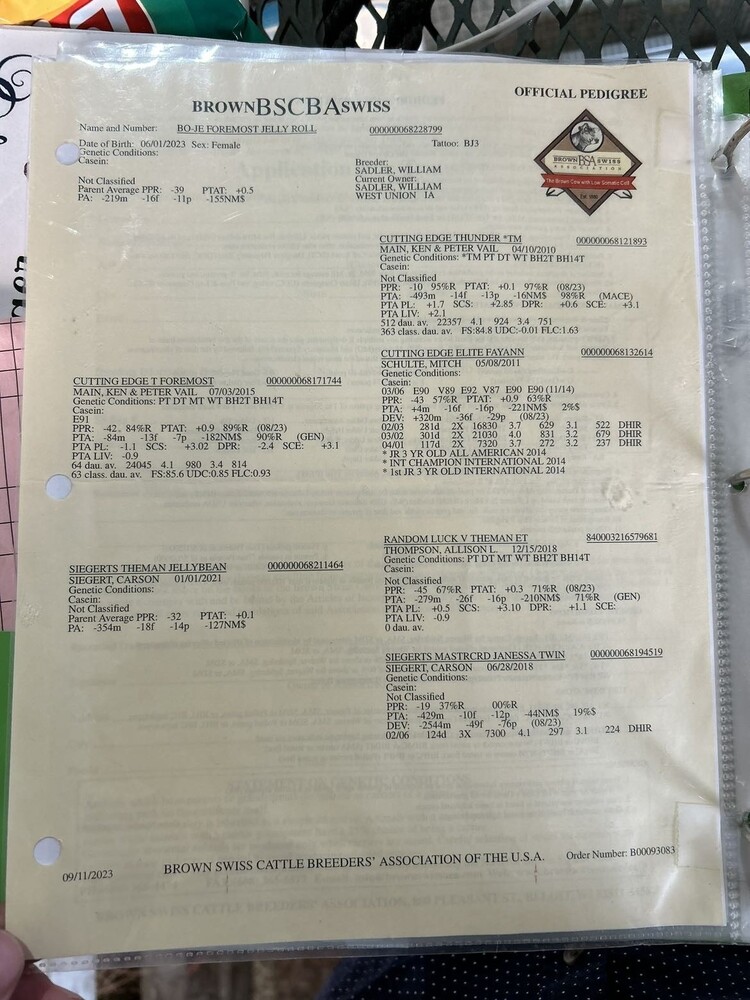 BROWNBSCBASWISS
OFFICIAL PEDIGREE
Name and Number: BO-JE FOREMOST JELLY ROLL 000000068228799
Date of Birth: 06/01/2023 Sex: Female Tattoo: BJ3
Genetic Conditions:
Casein:
Not Classified
Parent Average PPR: -39 PTAT: +0.5
PA: -219m -16f -11p -155NM$
Breeder:
SADLER, WILLIAM
Current Owner:
SADLER, WILLIAM
WEST UNION IA
BROWN BSA SWISS
ASSOCIATION
The Brown Cow with Low Somatic Cell
Est 1880
CUTTING EDGE THUNDER *TM 000000068121893
MAIN, KEN & PETER VAIL 04/10/2010
Genetic Conditions: *TM PT DT WT BH2T BH14T
Casein:
Not Classified
PPR: -10 95%R PTAT: +0.1 97%R (08/23)
PTA: -493m -14f -13p -16NM$ 98%R (MACE)
PTA PL: +1.7 SCS: +2.85 DPR: +0.6 SCE: +3.1
PTA LIV: +2.1
512 dau. av. 22357 4.1 924 3.4 751
363 class. dau. av. FS:84.8 UDC:-0.01 FLC:1.63
CUTTING EDGE T FOREMOST 000000068171744
MAIN, KEN & PETER VAIL 07/03/2015
Genetic Conditions: PT DT MT WT BH2T BH14T
Casein:
E91
PPR: -42 84%R PTAT: +0.9 89%R (08/23)
PTA: -84m -13f -7p -182NM$ 90%R (GEN)
PTA PL: -1.1 SCS: +3.02 DPR: -2.4 SCE: +3.1
PTA LIV: -0.9
64 dau. av. 24045 4.1 980 3.4 814
63 class. dau. av. FS:85.6 UDC:0.85 FLC:0.93
CUTTING EDGE ELITE FAYANN 000000068132614
SCHULTE, MITCH 05/08/2011
Genetic Conditions:
Casein:
03/06 E90 V89 E92 V87 E90 E90 (11/14)
PPR: -43 57%R PTAT: +0.9 63%R
PTA: +4m -16f -16p -221NM$ 2%$
DEV: +320m -36f -29p (08/23)
02/03 281d 2X 16830 3.7 629 3.1 522 DHIR
03/02 301d 2X 21030 4.0 831 3.2 679 DHIR
04/01 117d 2X 7320 3.7 272 3.2 237 DHIR
* JR 3 YR OLD ALL AMERICAN 2014
* INT CHAMPION INTERNATIONAL 2014
* 1st JR 3 YR OLD INTERNATIONAL 2014
RANDOM LUCK V THEMAN ET 840003216579681
THOMPSON, ALLISON L. 12/15/2018
Genetic Conditions: PT DT MT WT BH2T BH14T
Casein:
Not Classified
PPR: -45 67%R PTAT: +0.3 71%R (08/23)
PTA: -279m -26f -16p -210NM$ 71%R (GEN)
PTA PL: +0.5 SCS: +3.10 DPR: +1.1 SCE:
PTA LIV: -0.9
0 dau. av.
SIEGERTS THEMAN JELLYBEAN 000000068211464
SIEGERT, CARSON 01/01/2021
Genetic Conditions:
Casein:
Not Classified
Parent Average PPR: -32 PTAT: +0.1
PA: -354m -18f -14p -127NM$
SIEGERTS MASTRCRD JANESSA TWIN 000000068194519
SIEGERT, CARSON 06/28/2018
Genetic Conditions:
Casein:
Not Classified
PPR: -19 37%R 00%R
PTA: -429m -10f -12p -44NM$ 19%$
DEV: -2544m -49f -76p (08/23)
02/06 124d 3X 7300 4.1 297 3.1 224 DHIR
09/11/2023
BROWN SWISS CATTLE BREEDERS' ASSOCIATION OF THE U.S.A.
Order Number: B00093083